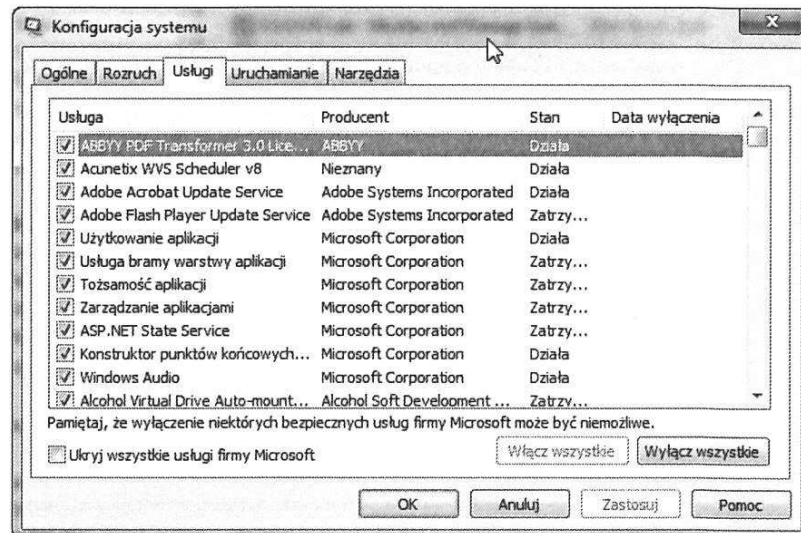 Konfiguracja systemu
Ogólne Rozruch Usługi Uruchamianie Narzędzia
Usługa Producent Stan Data wyłączenia
ABBYY PDF Transformer 3.0 Lice... ABBYY Działa
Acunetix WVS Scheduler v8 Nieznany Działa
Adobe Acrobat Update Service Adobe Systems Incorporated Działa
Adobe Flash Player Update Service Adobe Systems Incorporated Zatrzy...
Użytkowanie aplikacji Microsoft Corporation Działa
Usługa bramy warstwy aplikacji Microsoft Corporation Zatrzy...
Tożsamość aplikacji Microsoft Corporation Zatrzy...
Zarządzanie aplikacjami Microsoft Corporation Zatrzy...
ASP.NET State Service Microsoft Corporation Zatrzy...
Konstruktor punktów końcowych... Microsoft Corporation Działa
Windows Audio Microsoft Corporation Działa
Alcohol Virtual Drive Auto-mount... Alcohol Soft Development ... Zatrzy...
Pamiętaj, że wyłączenie niektórych bezpiecznych usług firmy Microsoft może być niemożliwe.
Ukryj wszystkie usługi firmy Microsoft Włącz wszystkie Wyłącz wszystkie
OK Anuluj Zastosuj Pomoc